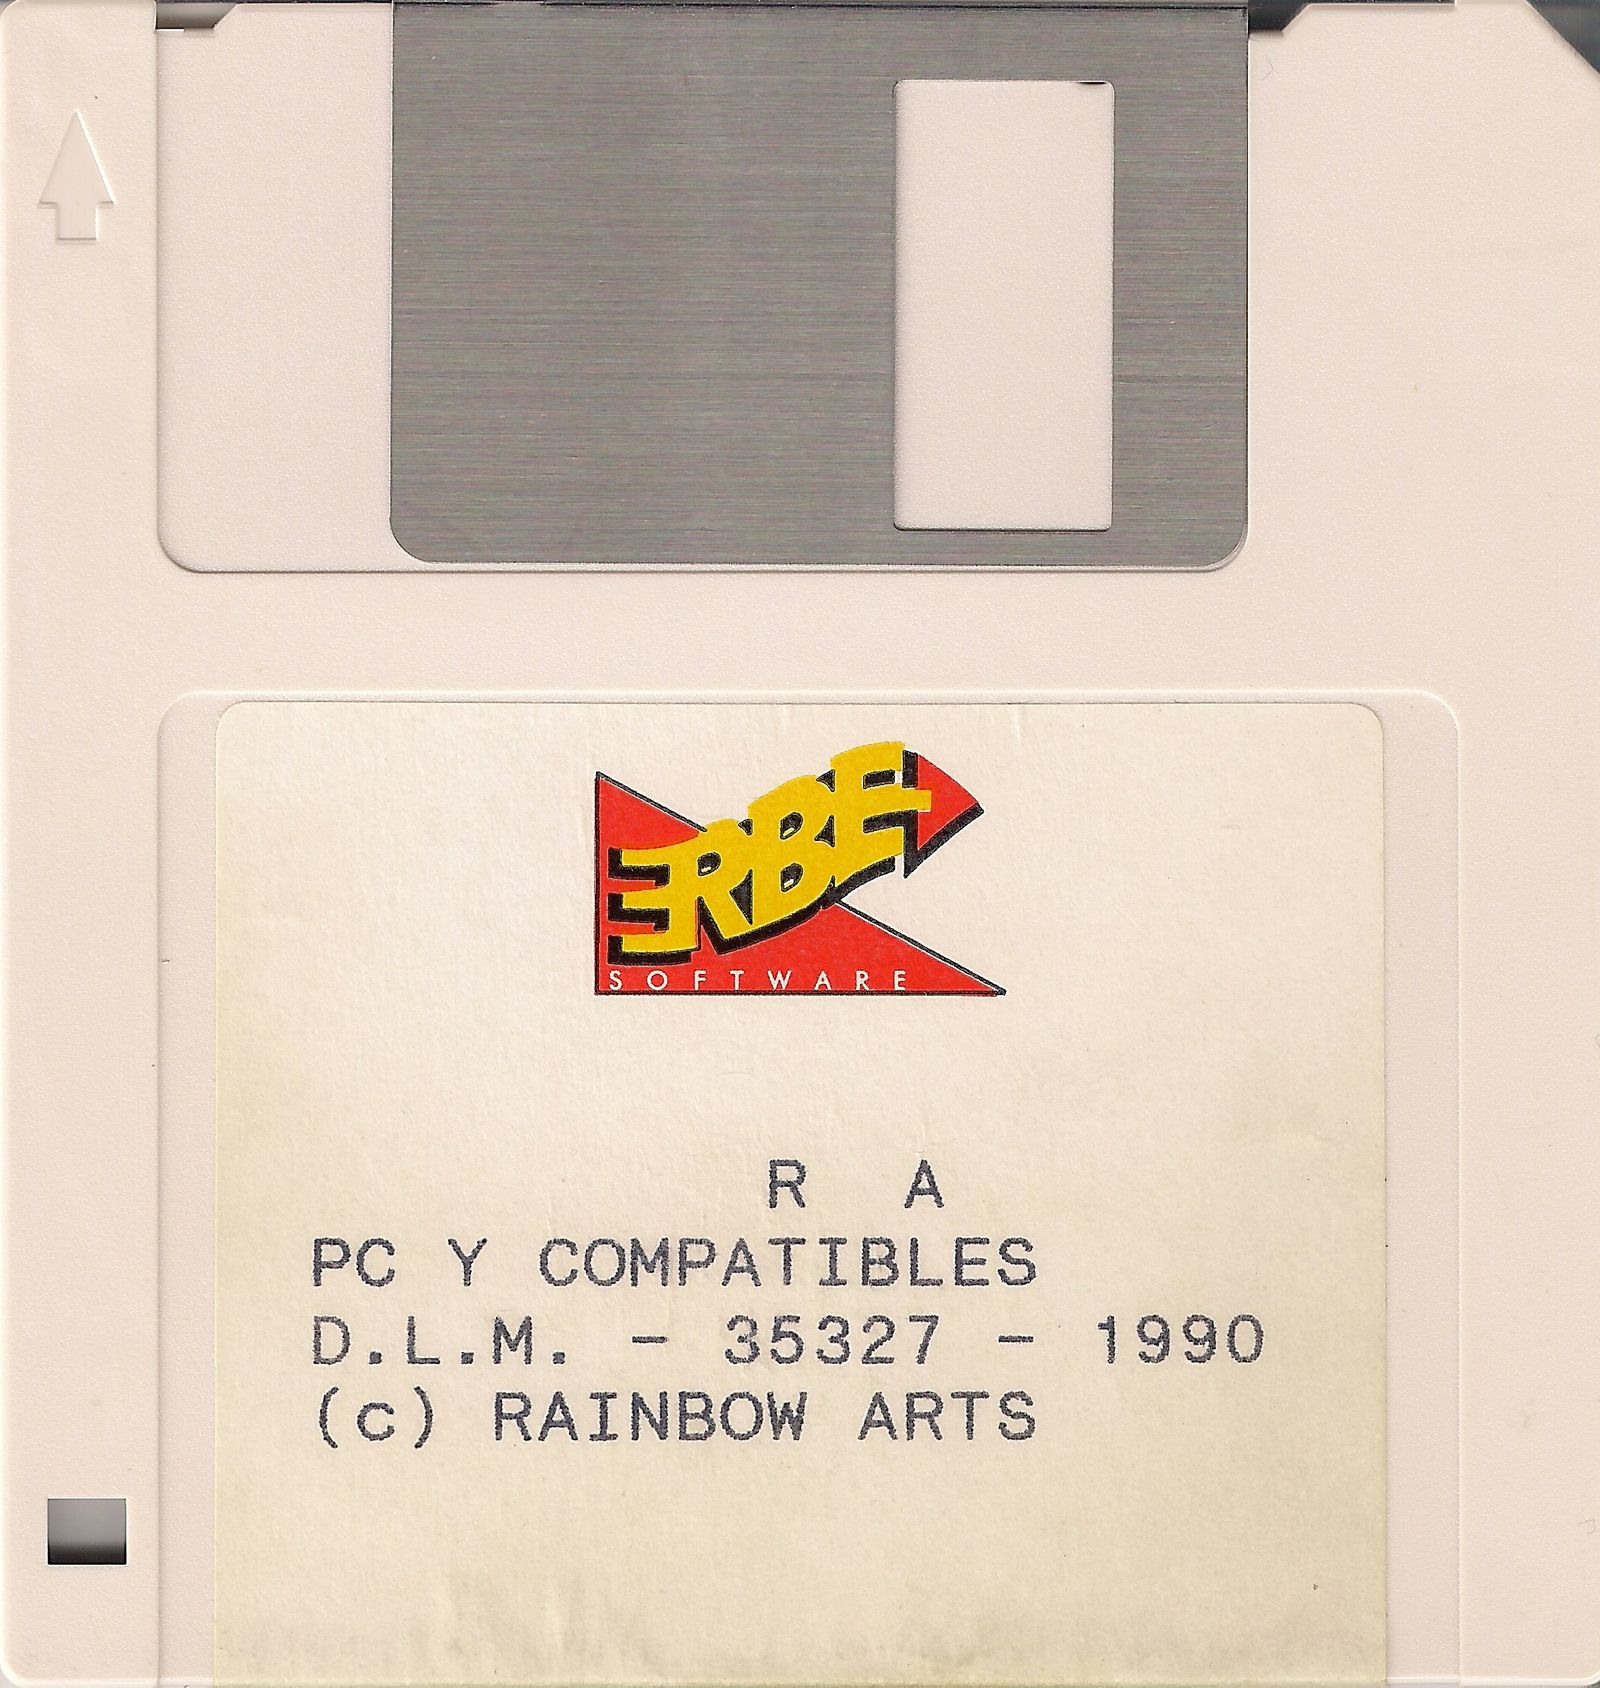 ERBE
SOFTWARE
R A
PC Y COMPATIBLES
D.L.M. - 35327 - 1990
(c) RAINBOW ARTS